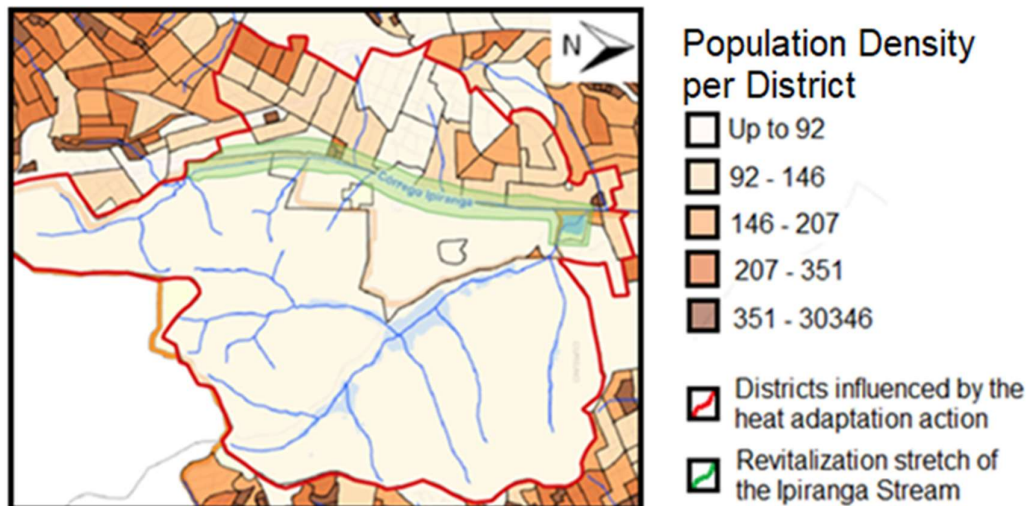 N
Population Density
per District
Up to 92
92 - 146
146 - 207
207 - 351
351 - 30346
Córrego Ipiranga
Districts influenced by the
heat adaptation action
Revitalization stretch of
the Ipiranga Stream